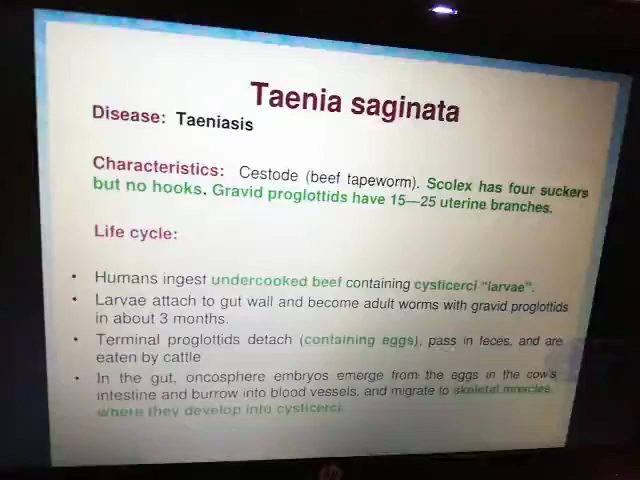 Taenia saginata
Disease: Taeniasis
Characteristics: Cestode (beef tapeworm). Scolex has four suckers
but no hooks. Gravid proglottids have 15—25 uterine branches.
Life cycle:
• Humans ingest undercooked beef containing cysticerci "larvae".
• Larvae attach to gut wall and become adult worms with gravid proglottids
in about 3 months.
• Terminal proglottids detach (containing eggs), pass in feces, and are
eaten by cattle
• In the gut, oncosphere embryos emerge from the eggs in the cow's
intestine and burrow into blood vessels, and migrate to skeletal muscles
where they develop into cysticerci.
hp